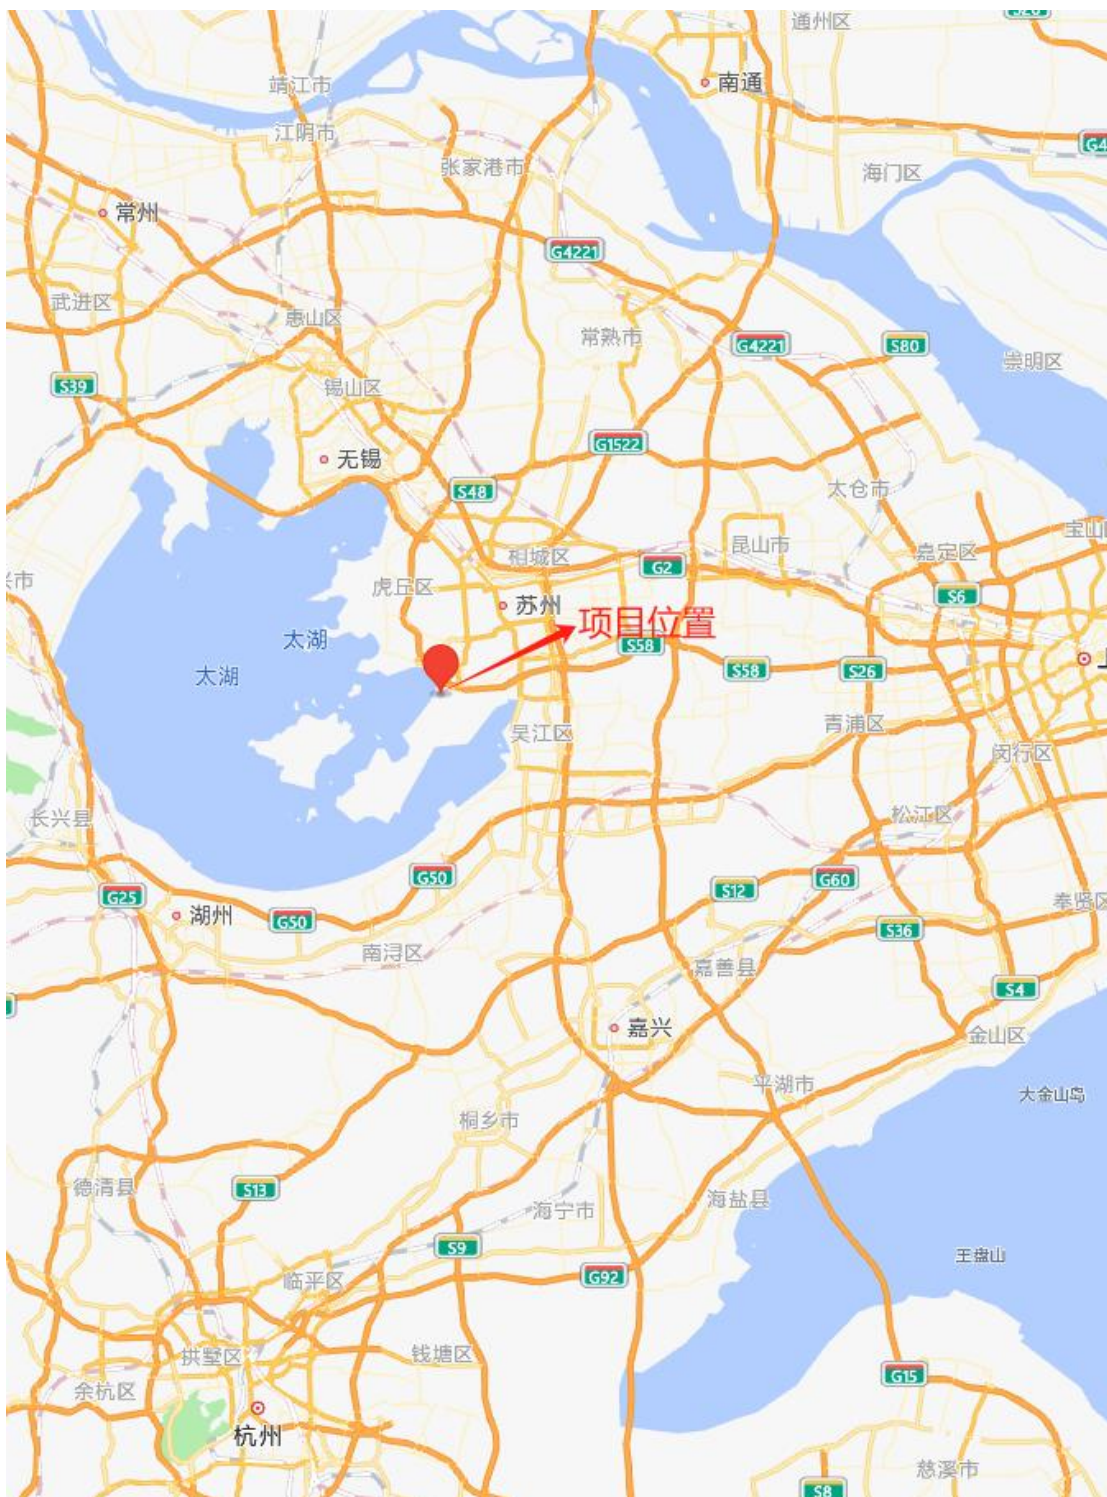 通州区
南通
靖江市
江阴市
张家港市
海门区
常州
G4221
武进区
惠山区
常熟市
G4221
S80
崇明区
S39
锡山区
G1522
无锡
S48
太仓市
相城区
昆山市
嘉定区
G2
虎丘区
S6
苏州
项目位置
太湖
S58
太湖
S58
S26
吴江区
青浦区
闵行区
长兴县
松江区
G50
G60
G25
S12
湖州
G50
S36
南浔区
嘉善县
S4
嘉兴
金山区
平湖市
大金山岛
桐乡市
德清县
S13
海盐县
海宁市
S9
王盘山
G92
临平区
拱墅区
钱塘区
G15
余杭区
杭州
慈溪市
S8